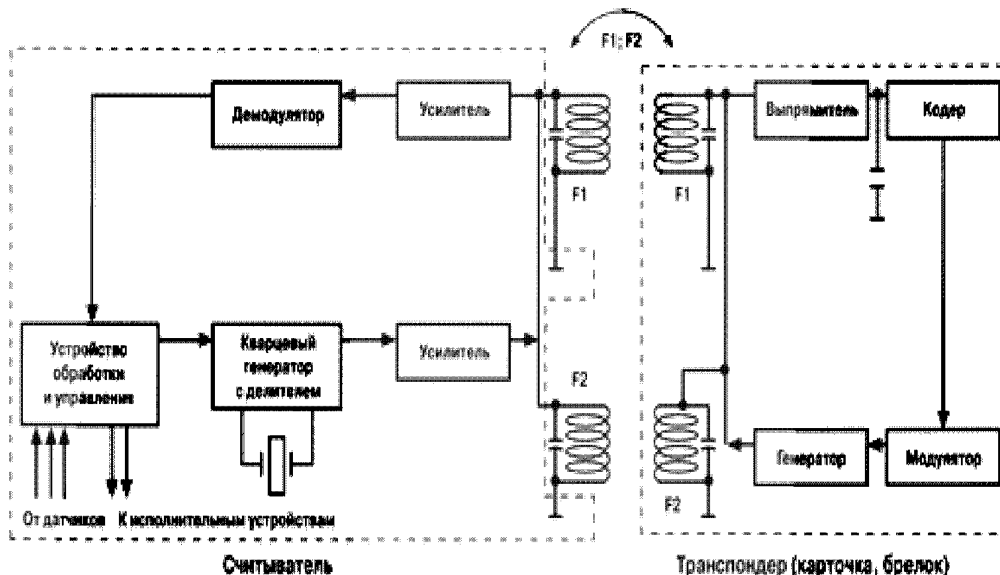 F1; F2
Демодулятор
Усилитель
Выпрямитель
Кодер
F1
F1
Устройство
обработки
и управления
Кварцевый
генератор
с делителем
Усилитель
F2
Генератор
Модулятор
F2
От датчиков
К исполнительным устройствам
Считыватель
Транспондер (карточка, брелок)